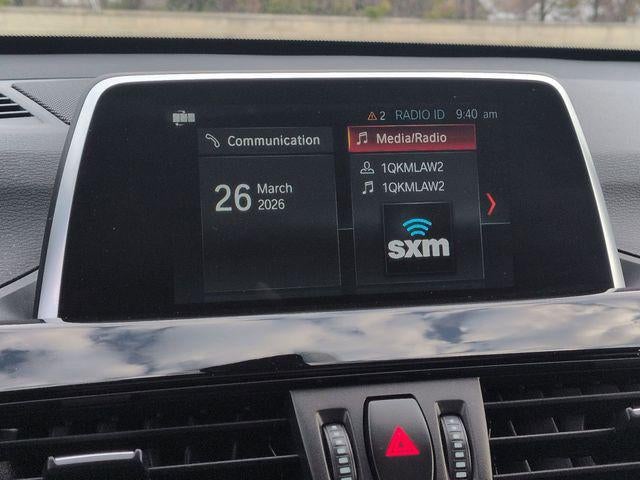 2 RADIO ID 9:40 am
Communication
Media/Radio
26 March 2026
1QKMLAW2
1QKMLAW2
sxm